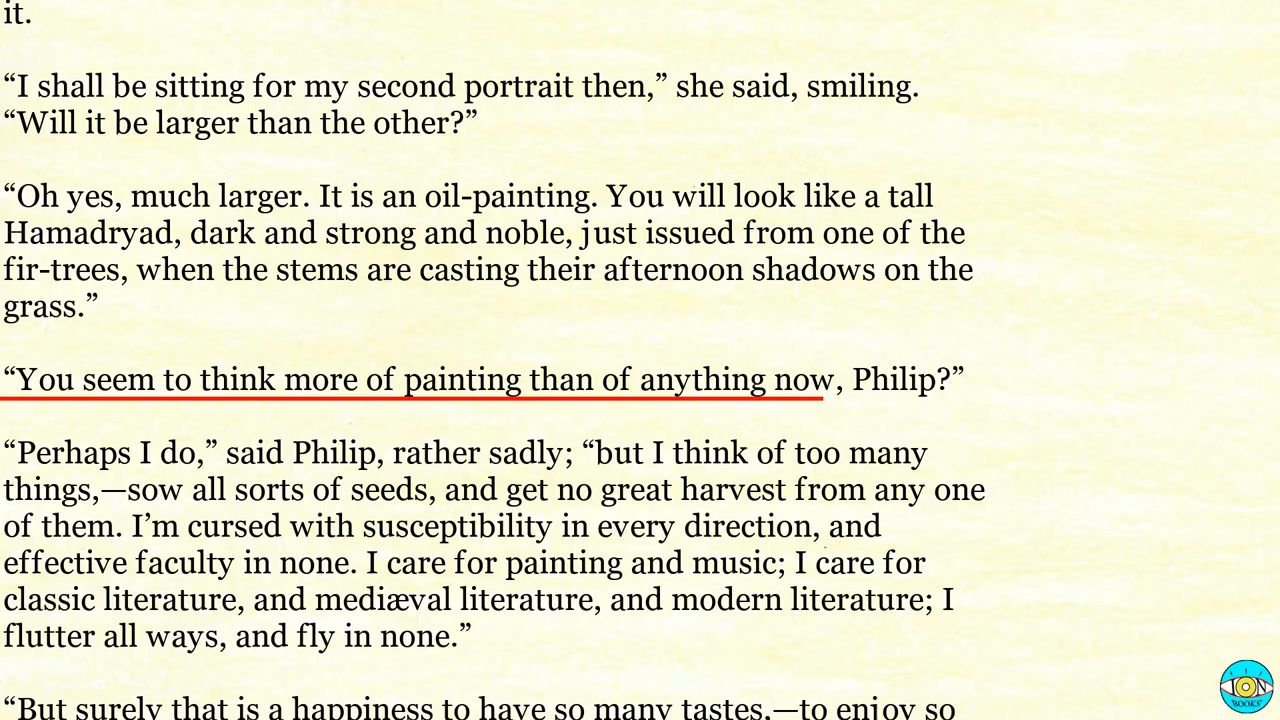 it.
“I shall be sitting for my second portrait then,” she said, smiling.
“Will it be larger than the other?”
“Oh yes, much larger. It is an oil-painting. You will look like a tall
Hamadryad, dark and strong and noble, just issued from one of the
fir-trees, when the stems are casting their afternoon shadows on the
grass.”
“You seem to think more of painting than of anything now, Philip?”
“Perhaps I do,” said Philip, rather sadly; “but I think of too many
things,—sow all sorts of seeds, and get no great harvest from any one
of them. I’m cursed with susceptibility in every direction, and
effective faculty in none. I care for painting and music; I care for
classic literature, and mediæval literature, and modern literature; I
flutter all ways, and fly in none.”
“But surely that is a happiness to have so many tastes,—to enjoy so
ION
BOOKS